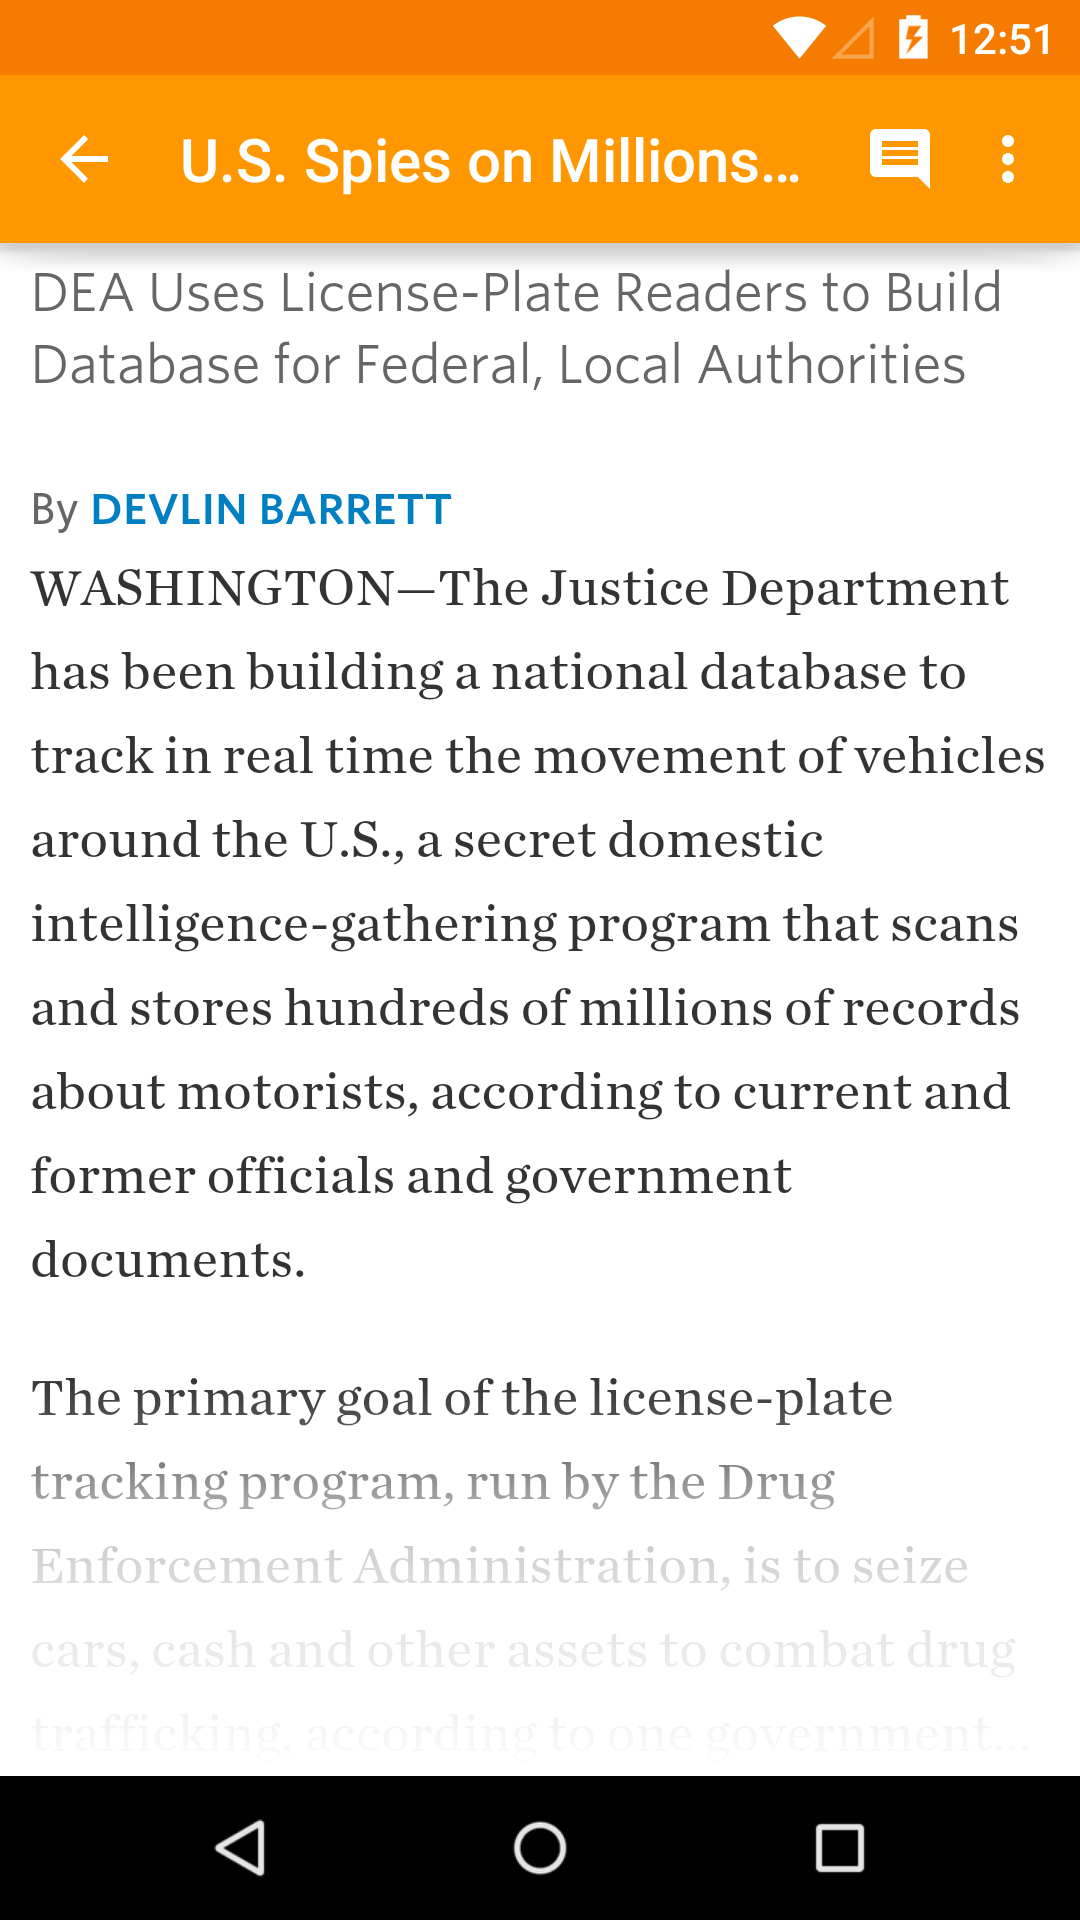 12:51
U.S. Spies on Millions...
DEA Uses License-Plate Readers to Build
Database for Federal, Local Authorities
By DEVLIN BARRETT
WASHINGTON—The Justice Department
has been building a national database to
track in real time the movement of vehicles
around the U.S., a secret domestic
intelligence-gathering program that scans
and stores hundreds of millions of records
about motorists, according to current and
former officials and government
documents.
The primary goal of the license-plate
tracking program, run by the Drug
Enforcement Administration, is to seize
cars, cash and other assets to combat drug
trafficking, according to one government...